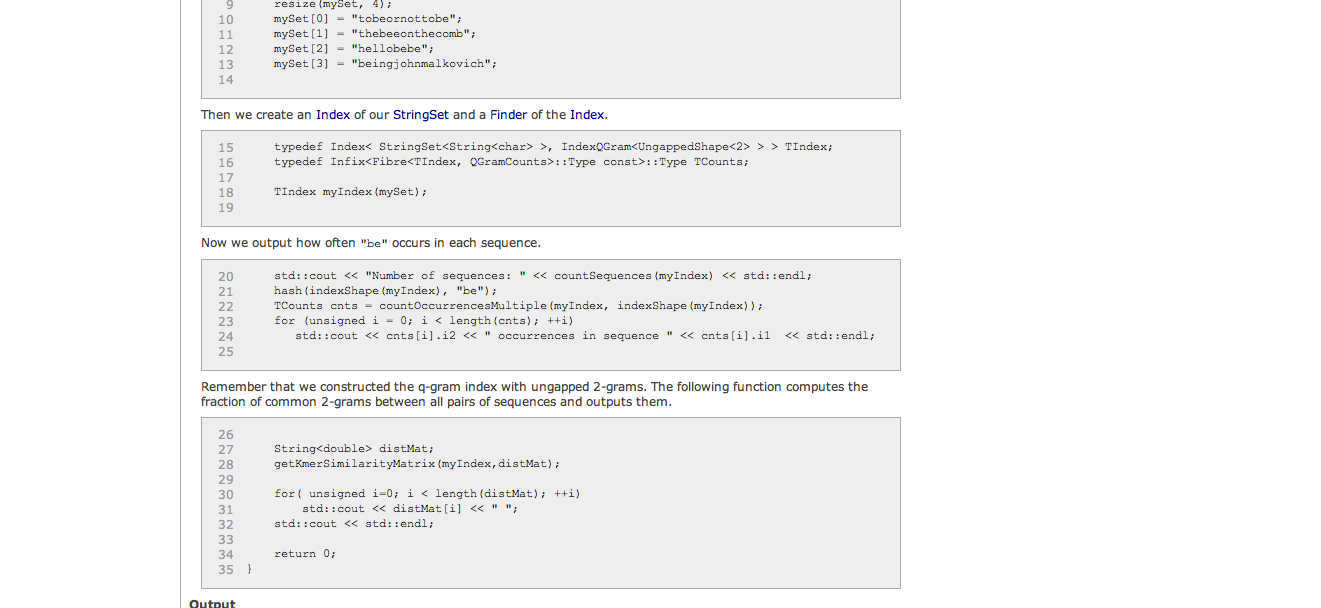 9 resize(mySet, 4);
10 mySet[0] = "tobeornottobe";
11 mySet[1] = "thebeeonthecomb";
12 mySet[2] = "hellobebe";
13 mySet[3] = "beingjohnmalkovich";
14
Then we create an Index of our StringSet and a Finder of the Index.
15 typedef Index< StringSet<String<char> >, IndexQGram<UngappedShape<2> > > TIndex;
16 typedef Infix<Fibre<TIndex, QGramCounts>::Type const>::Type TCounts;
17
18 TIndex myIndex(mySet);
19
Now we output how often "be" occurs in each sequence.
20 std::cout << "Number of sequences: " << countSequences(myIndex) << std::endl;
21 hash(indexShape(myIndex), "be");
22 TCounts cnts = countOccurrencesMultiple(myIndex, indexShape(myIndex));
23 for (unsigned i = 0; i < length(cnts); ++i)
24 std::cout << cnts[i].i2 << " occurrences in sequence " << cnts[i].i1  << std::endl;
25
Remember that we constructed the q-gram index with ungapped 2-grams. The following function computes the
fraction of common 2-grams between all pairs of sequences and outputs them.
26
27 String<double> distMat;
28 getKmerSimilarityMatrix(myIndex,distMat);
29
30 for( unsigned i=0; i < length(distMat); ++i)
31 std::cout << distMat[i] << " ";
32 std::cout << std::endl;
33
34 return 0;
35 }
Output